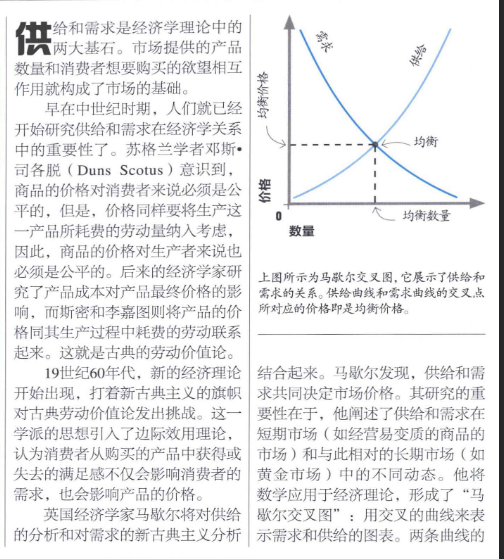 供给和需求是经济学理论中的
两大基石。市场提供的产品
数量和消费者想要购买的欲望相互
作用就构成了市场的基础。
早在中世纪时期，人们就已经
开始研究供给和需求在经济学关系
中的重要性了。苏格兰学者邓斯•
司各脱（Duns Scotus）意识到，
商品的价格对消费者来说必须是公
平的，但是，价格同样要将生产这
一产品所耗费的劳动量纳入考虑，
因此，商品的价格对生产者来说也
必须是公平的。后来的经济学家研
究了产品成本对产品最终价格的影
响，而斯密和李嘉图则将产品的价
格同其生产过程中耗费的劳动联系
起来。这就是古典的劳动价值论。
19世纪60年代，新的经济理论
开始出现，打着新古典主义的旗帜
对古典劳动价值论发出挑战。这一
学派的思想引入了边际效用理论，
认为消费者从购买的产品中获得或
失去的满足感不仅会影响消费者的
需求，也会影响产品的价格。
英国经济学家马歇尔将对供给
的分析和对需求的新古典主义分析
需求
供给
均衡价格
均衡
价格
0
均衡数量
数量
上图所示为马歇尔交叉图，它展示了供给和
需求的关系。供给曲线和需求曲线的交叉点
所对应的价格即是均衡价格。
结合起来。马歇尔发现，供给和需
求共同决定市场价格。其研究的重
要性在于，他阐述了供给和需求在
短期市场（如经营易变质的商品的
市场）和与此相对的长期市场（如
黄金市场）中的不同动态。他将
数学应用于经济理论，形成了“马
歇尔交叉图”：用交叉的曲线来表
示需求和供给的图表。两条曲线的